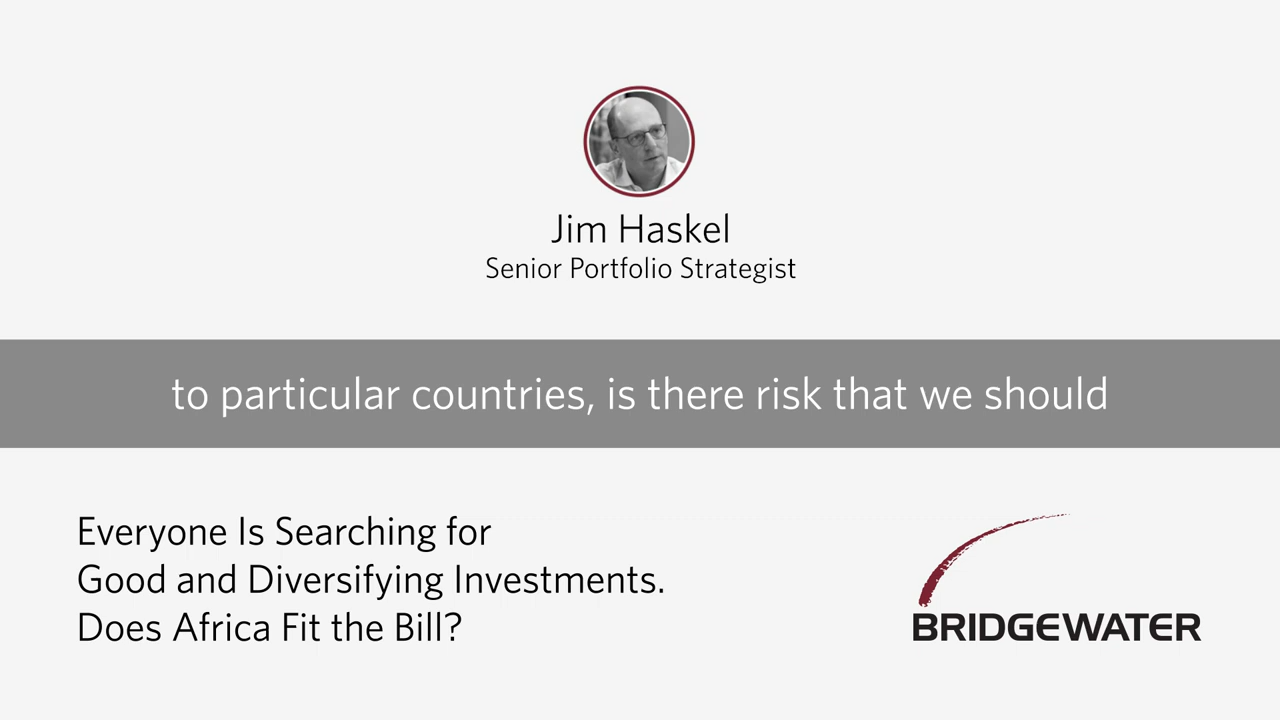 Jim Haskel
Senior Portfolio Strategist
to particular countries, is there risk that we should
Everyone Is Searching for
Good and Diversifying Investments.
Does Africa Fit the Bill?
BRIDGEWATER